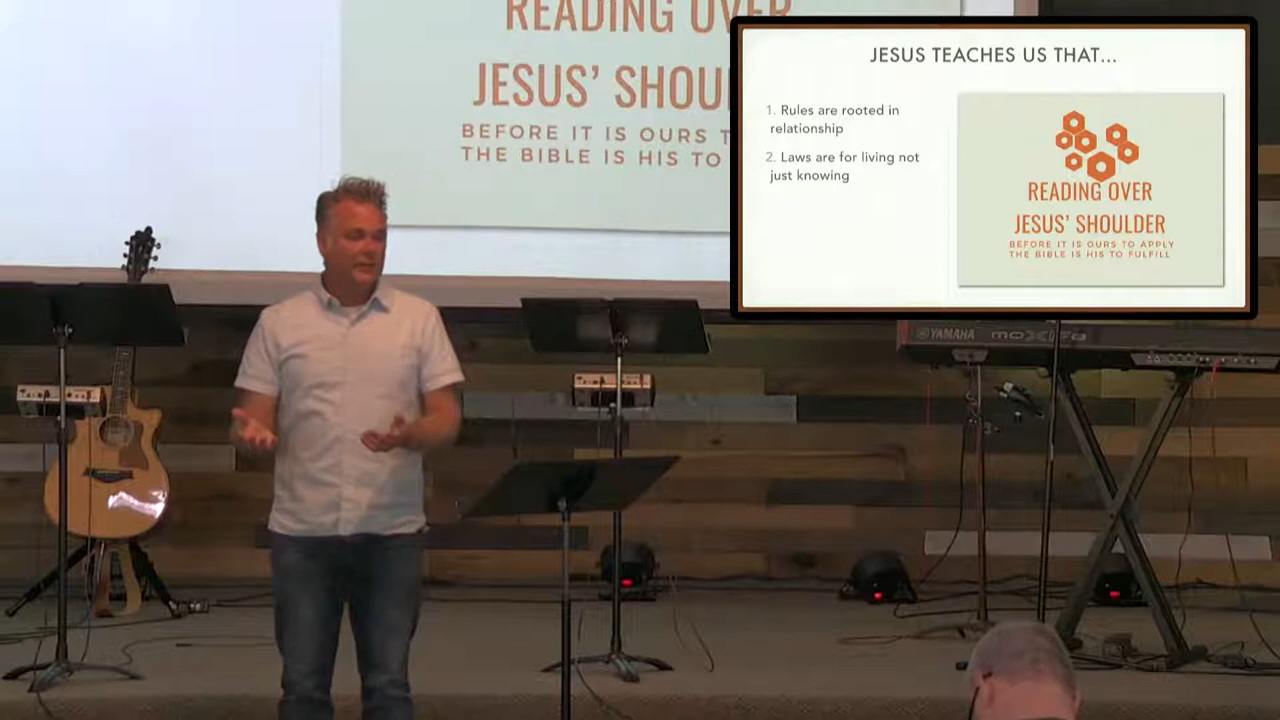 READING OVER
JESUS' SHOU
BEFORE IT IS OURS T
THE BIBLE IS HIS TO
JESUS TEACHES US THAT...
1. Rules are rooted in
relationship
2. Laws are for living not
just knowing
READING OVER
JESUS' SHOULDER
BEFORE IT IS OURS TO APPLY
THE BIBLE IS HIS TO FULFILL
YAMAHA